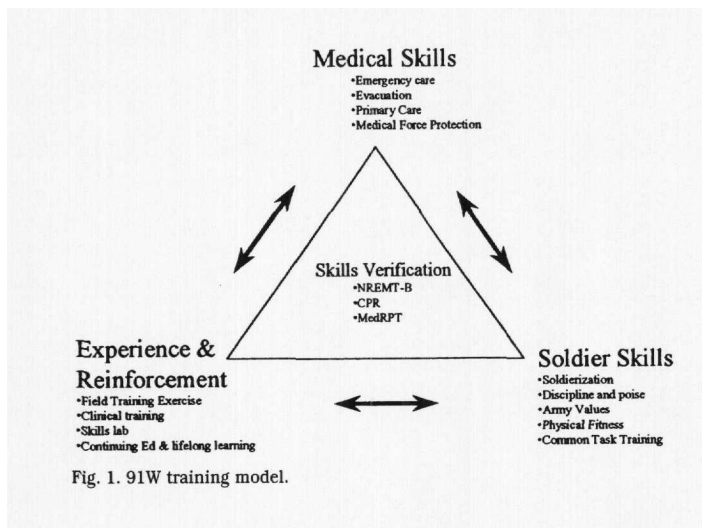 Medical Skills
•Emergency care
•Evacuation
•Primary Care
•Medical Force Protection
Skills Verification
•NREMT-B
•CPR
•MedRPT
Experience &
Reinforcement
•Field Training Exercise
•Clinical training
•Skills lab
•Continuing Ed & lifelong learning
Soldier Skills
•Soldierization
•Discipline and poise
•Army Values
•Physical Fitness
•Common Task Training
Fig. 1. 91W training model.